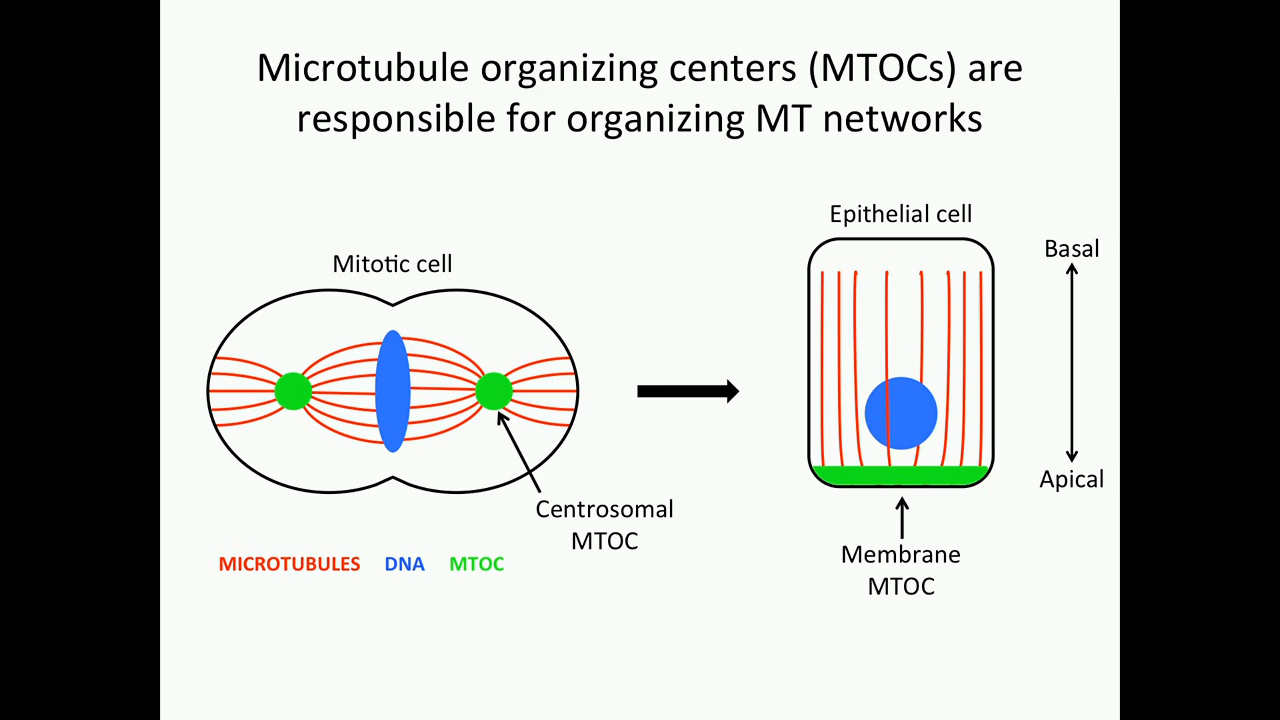 Microtubule organizing centers (MTOCs) are
responsible for organizing MT networks
Mitotic cell
Centrosomal
MTOC
MICROTUBULES DNA MTOC
Epithelial cell
Basal
Apical
Membrane
MTOC